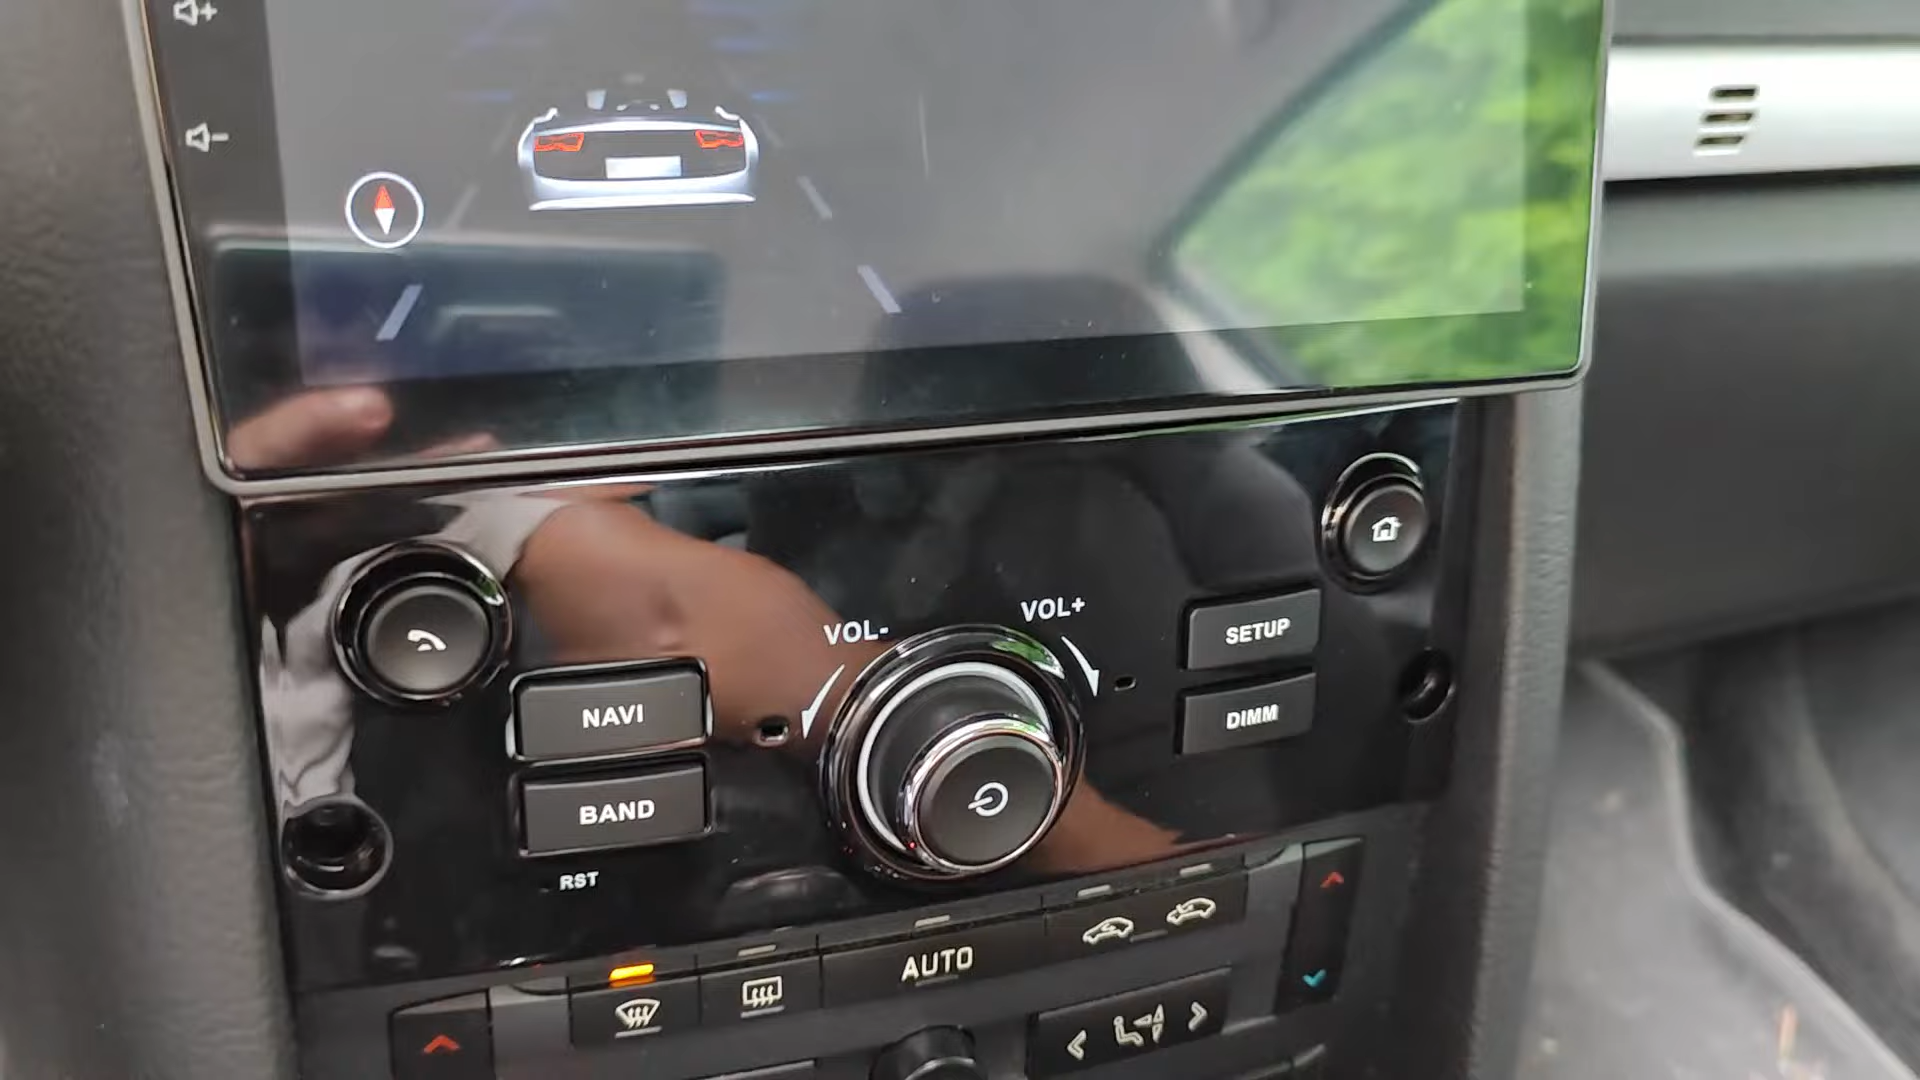 VOL-
VOL+
SETUP
NAVI
DIMM
BAND
RST
AUTO